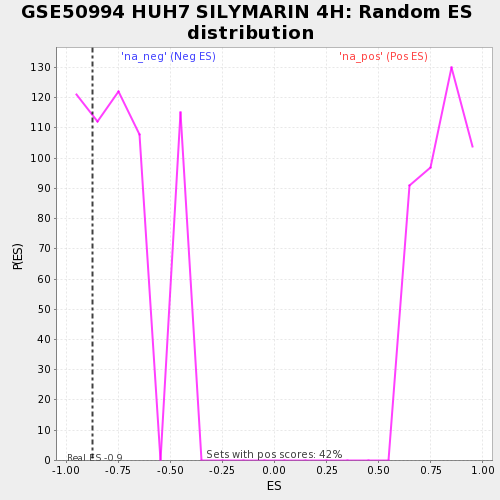 GSE50994 HUH7 SILYMARIN 4H: Random ES
distribution
'na_neg' (Neg ES)
'na_pos' (Pos ES)
130
120
110
100
90
80
70
60
50
40
30
20
10
0
P(ES)
Real ES -0.9
Sets with pos scores: 42%
-1.00 -0.75 -0.50 -0.25 0.00 0.25 0.50 0.75 1.00
ES